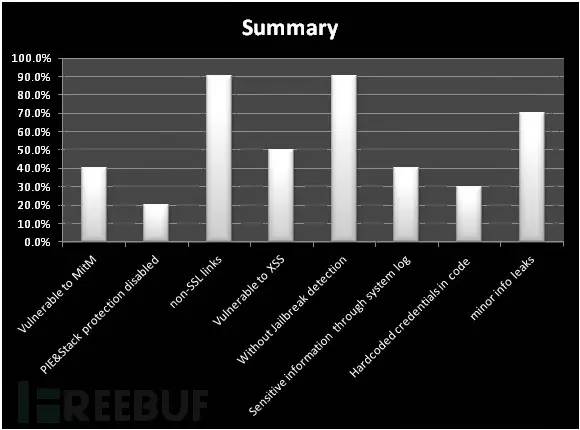 Summary
100.0%
90.0%
80.0%
70.0%
60.0%
50.0%
40.0%
30.0%
20.0%
10.0%
0.0%
Vulnerable to MitM
PIE&Stack protection disabled
non-SSL links
Vulnerable to XSS
Without Jailbreak detection
Sensitive information through system log
Hardcoded credentials in code
minor info leaks
FREEBUF